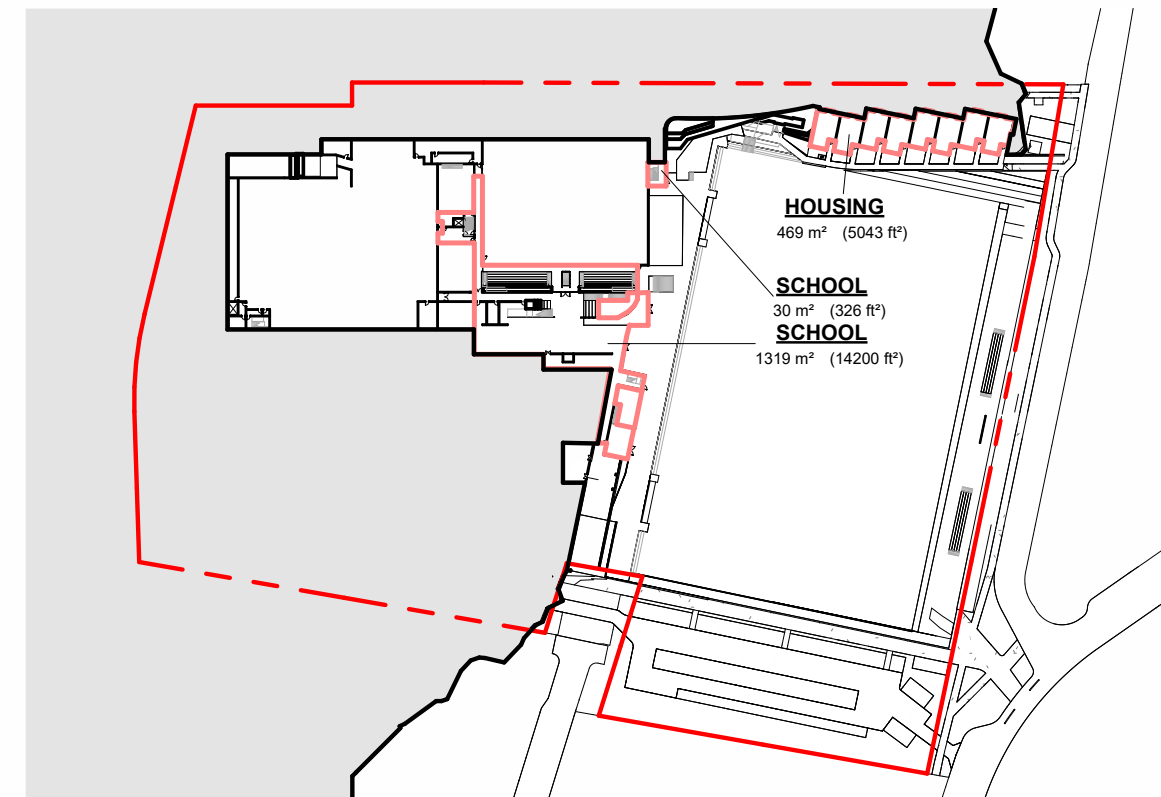 HOUSING
469 m² (5043 ft²)
SCHOOL
30 m² (326 ft²)
SCHOOL
1319 m² (14200 ft²)